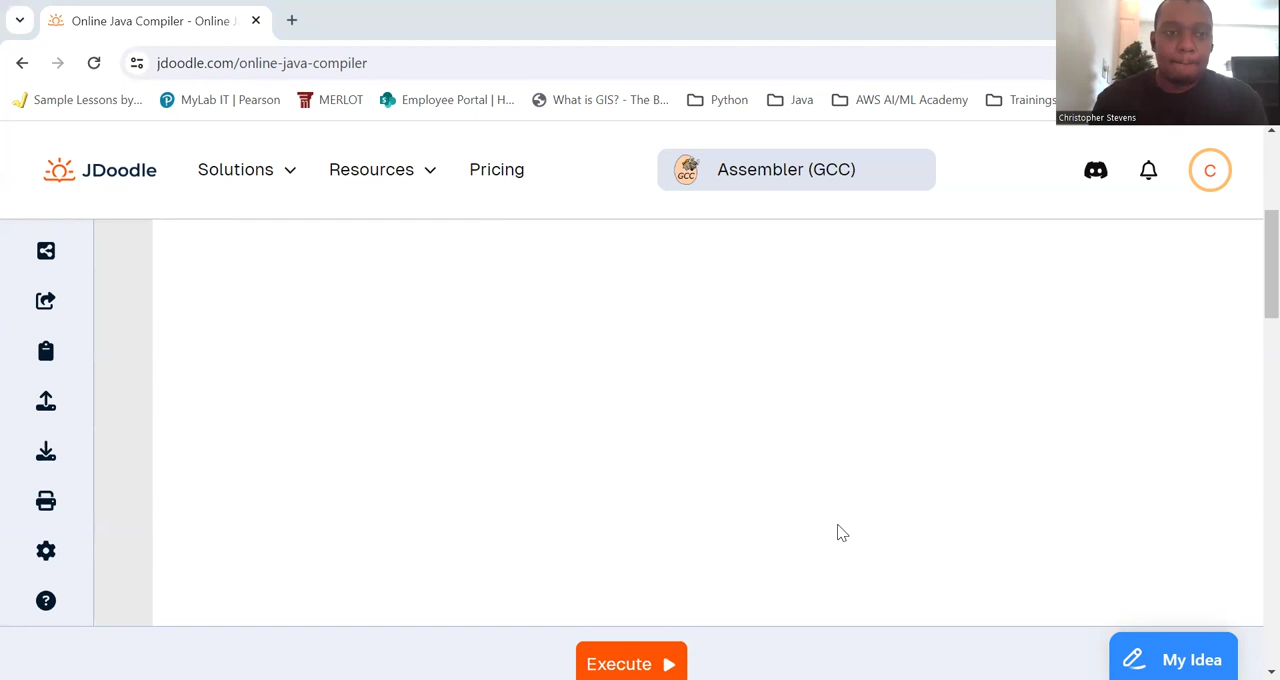 Online Java Compiler - Online J
jdoodle.com/online-java-compiler
Sample Lessons by...
MyLab IT | Pearson
MERLOT
Employee Portal | H...
What is GIS? - The B...
Python
Java
AWS AI/ML Academy
Trainings
Christopher Stevens
JDoodle
Solutions
Resources
Pricing
GCC
Assembler (GCC)
C
Execute
My Idea